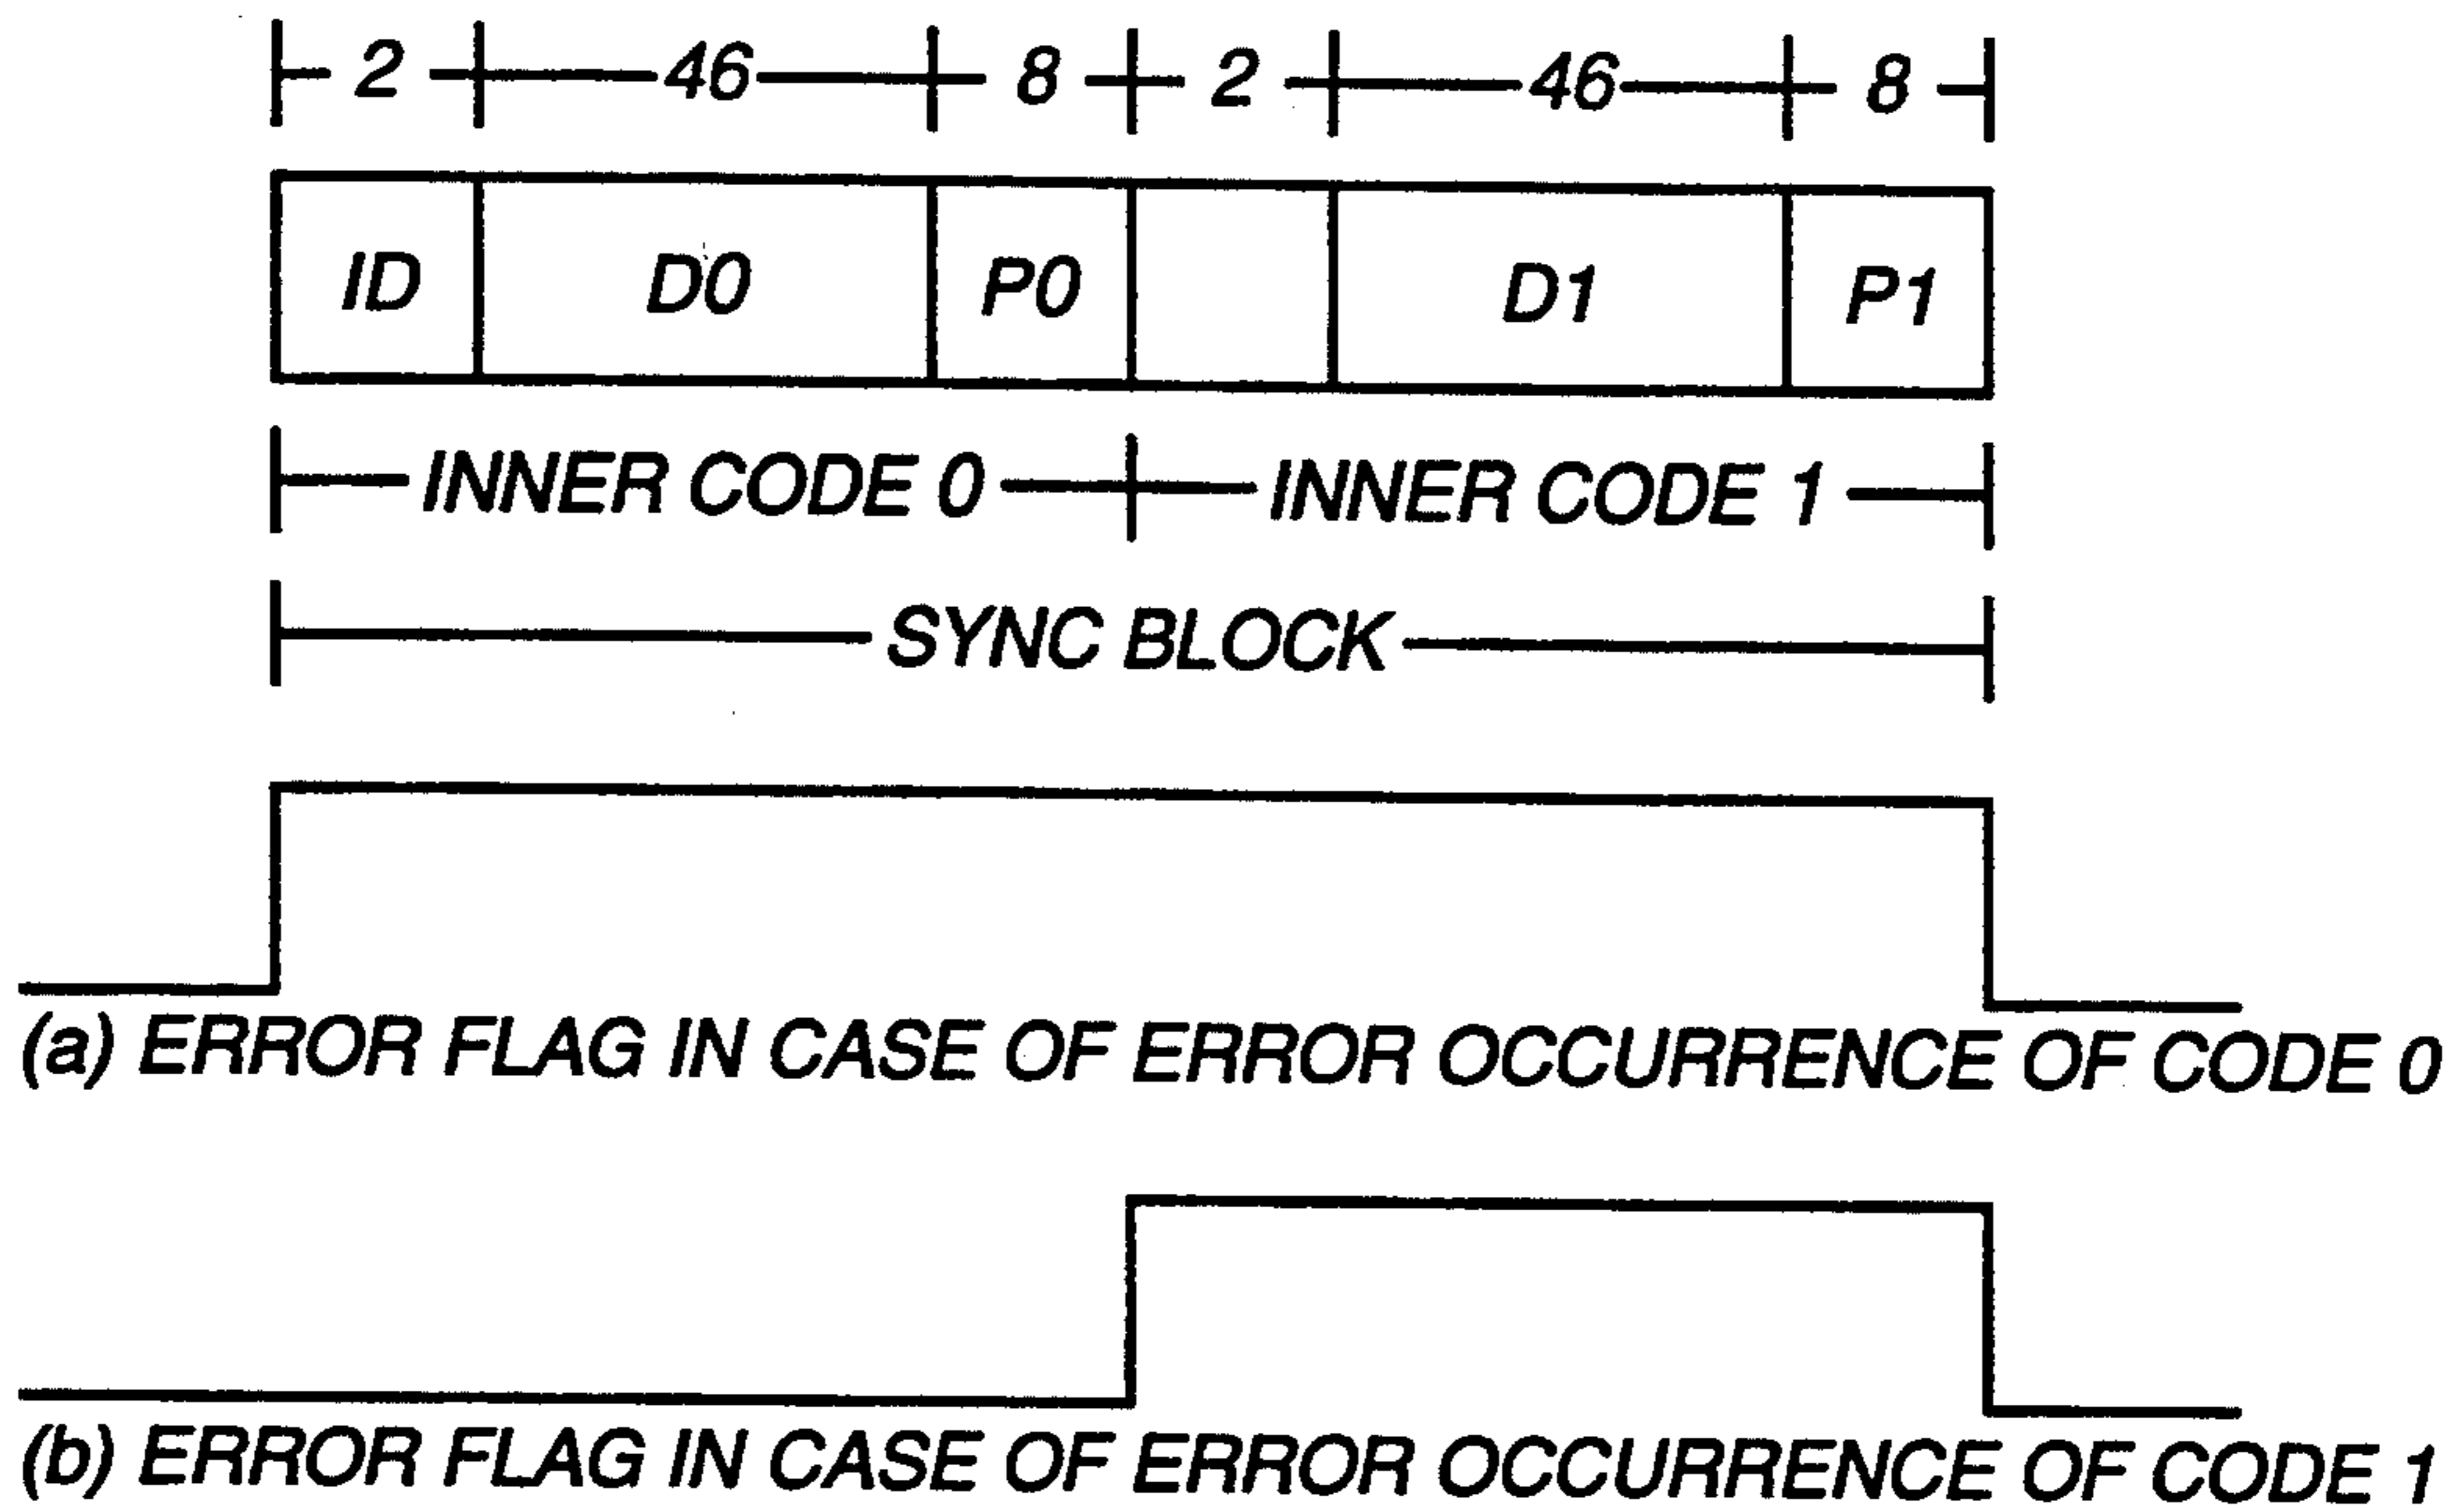 2 46 8 2 46 8
ID D0 P0 D1 P1
INNER CODE 0 INNER CODE 1
SYNC BLOCK
(a) ERROR FLAG IN CASE OF ERROR OCCURRENCE OF CODE 0
(b) ERROR FLAG IN CASE OF ERROR OCCURRENCE OF CODE 1